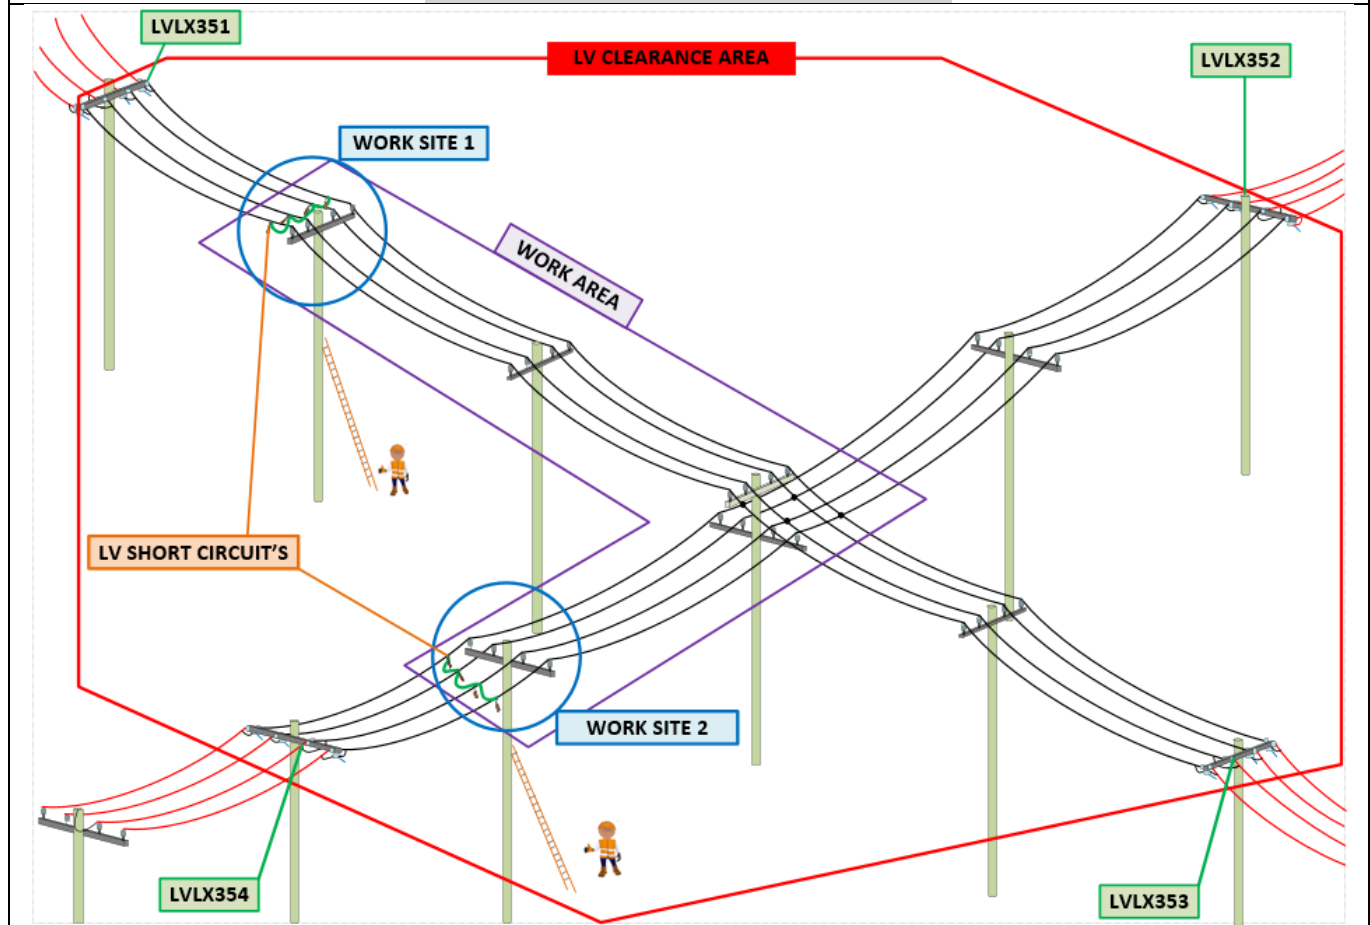 LVLX351
LV CLEARANCE AREA
LVLX352
WORK SITE 1
WORK AREA
LV SHORT CIRCUIT'S
WORK SITE 2
LVLX354
LVLX353